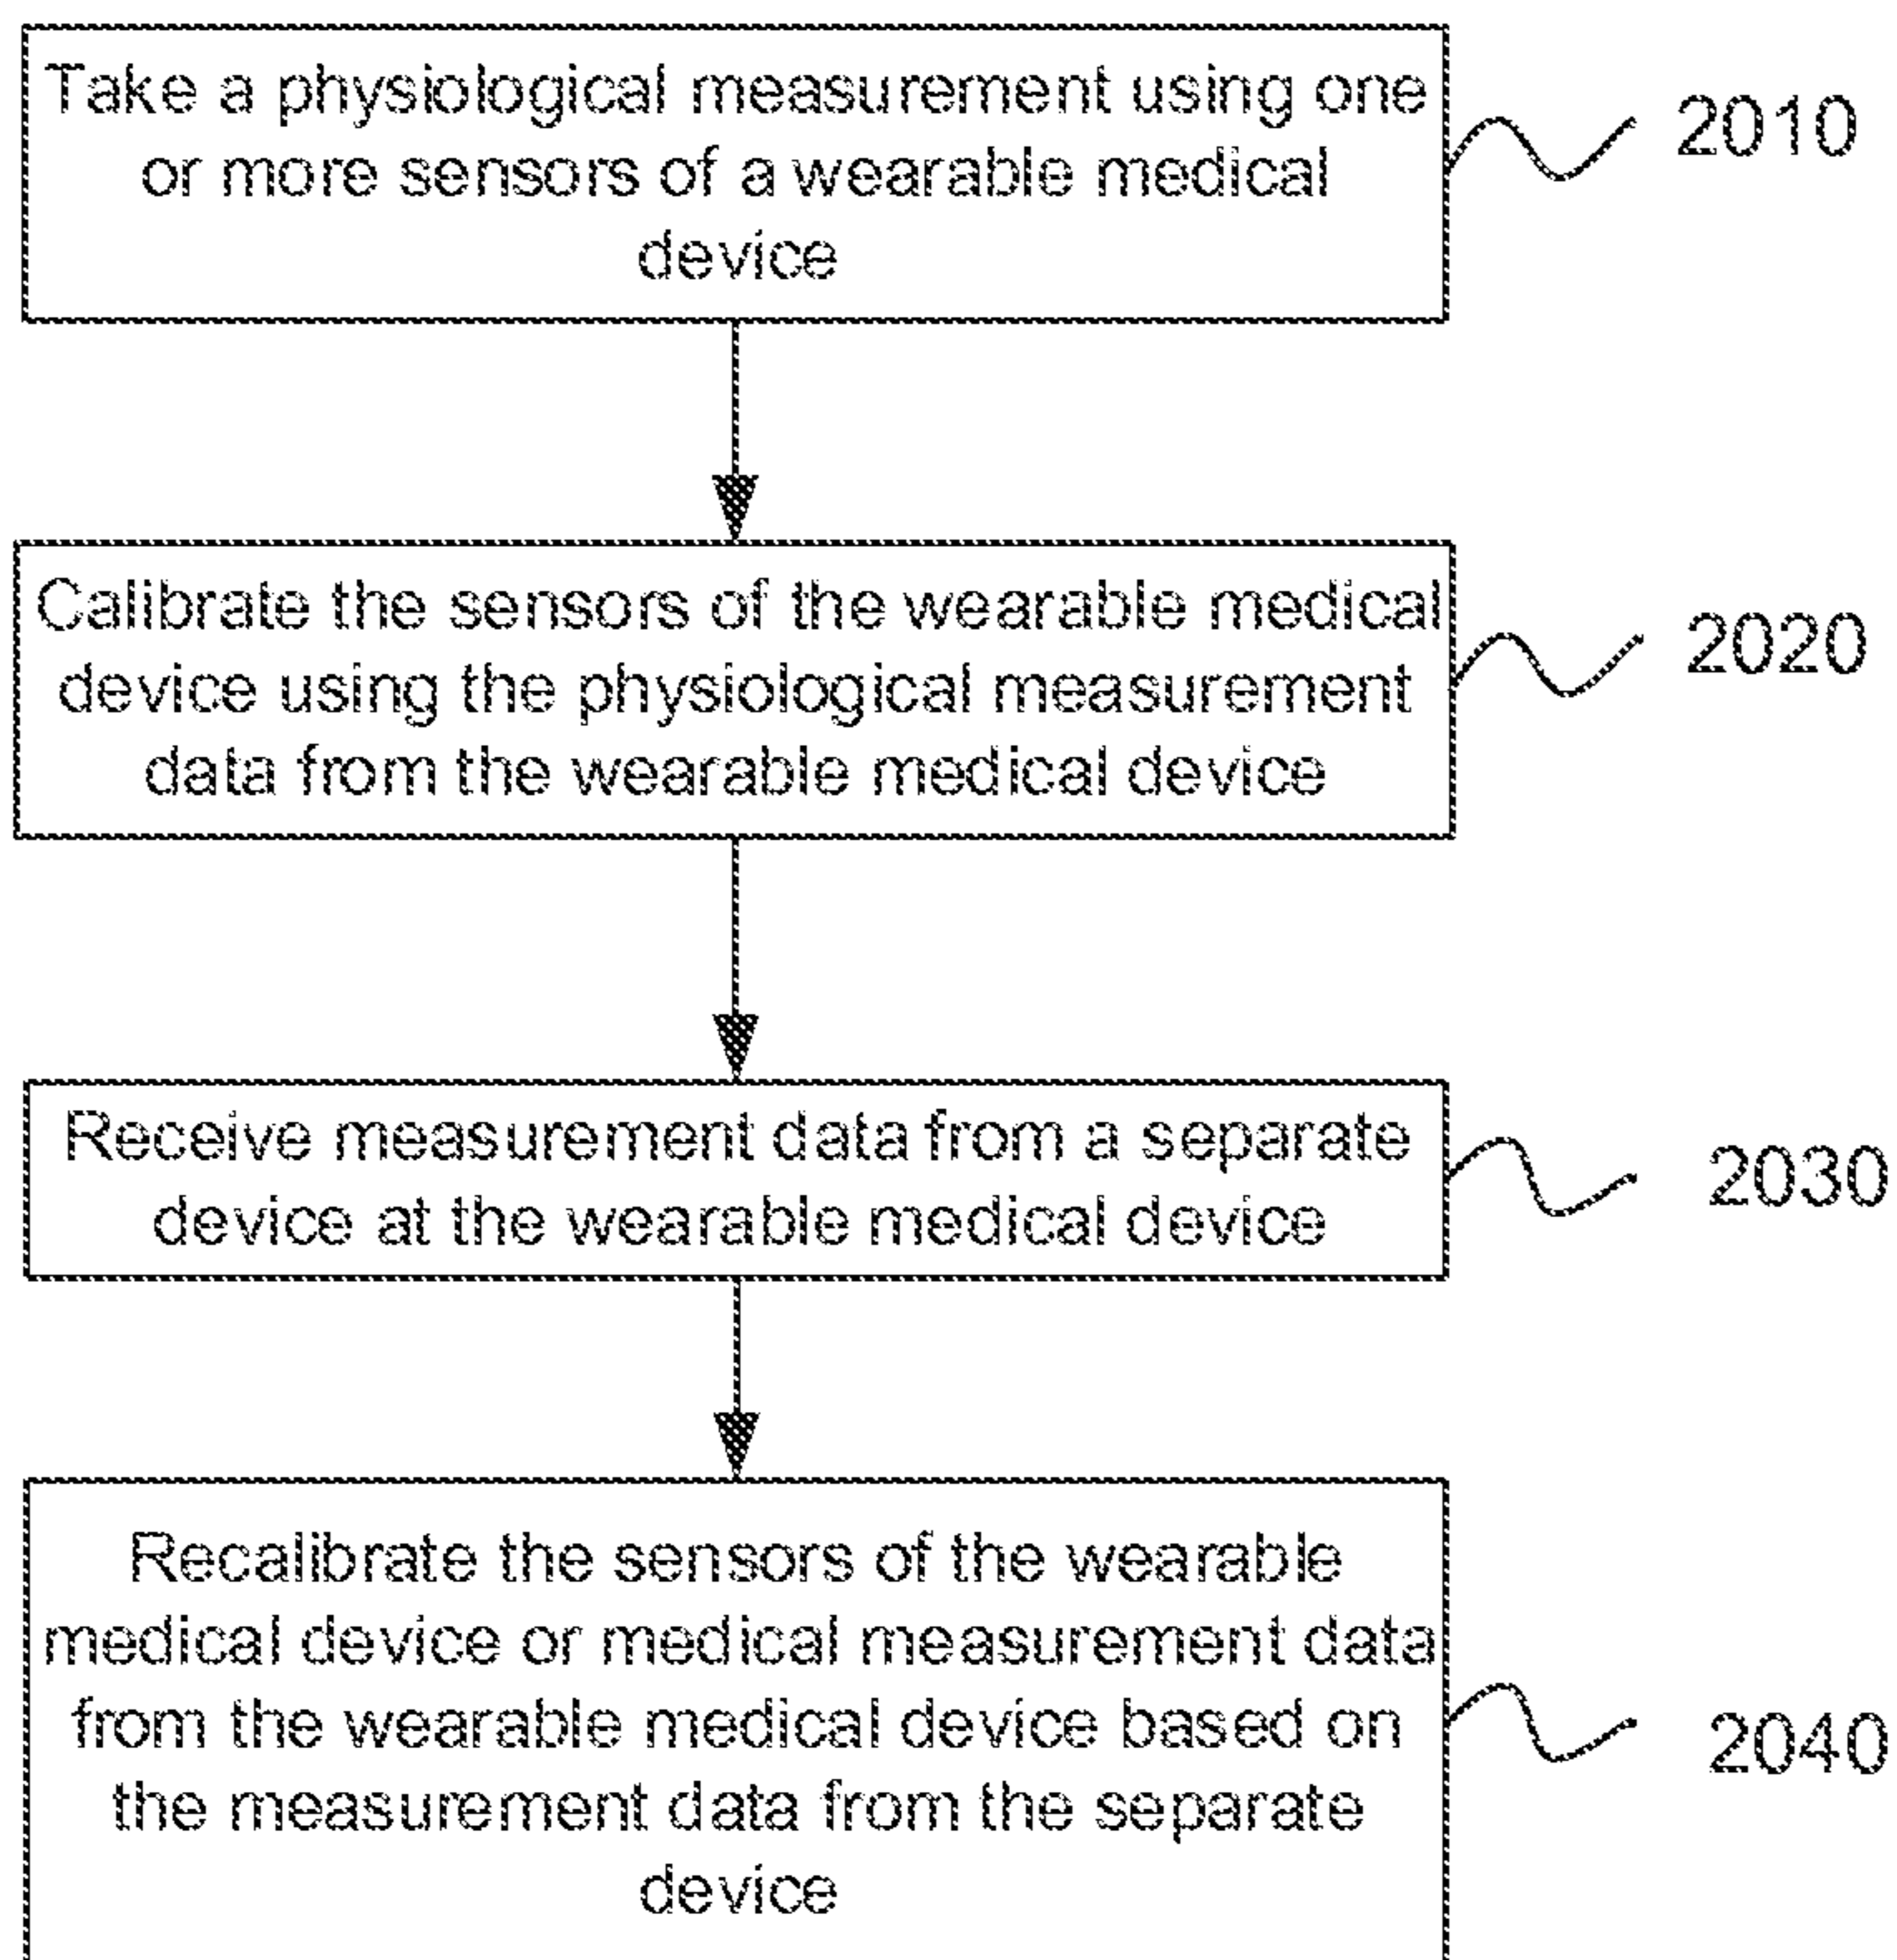 Take a physiological measurement using one
or more sensors of a wearable medical
device
2010
Calibrate the sensors of the wearable medical
device using the physiological measurement
data from the wearable medical device
2020
Receive measurement data from a separate
device at the wearable medical device
2030
Recalibrate the sensors of the wearable
medical device or medical measurement data
from the wearable medical device based on
the measurement data from the separate
device
2040